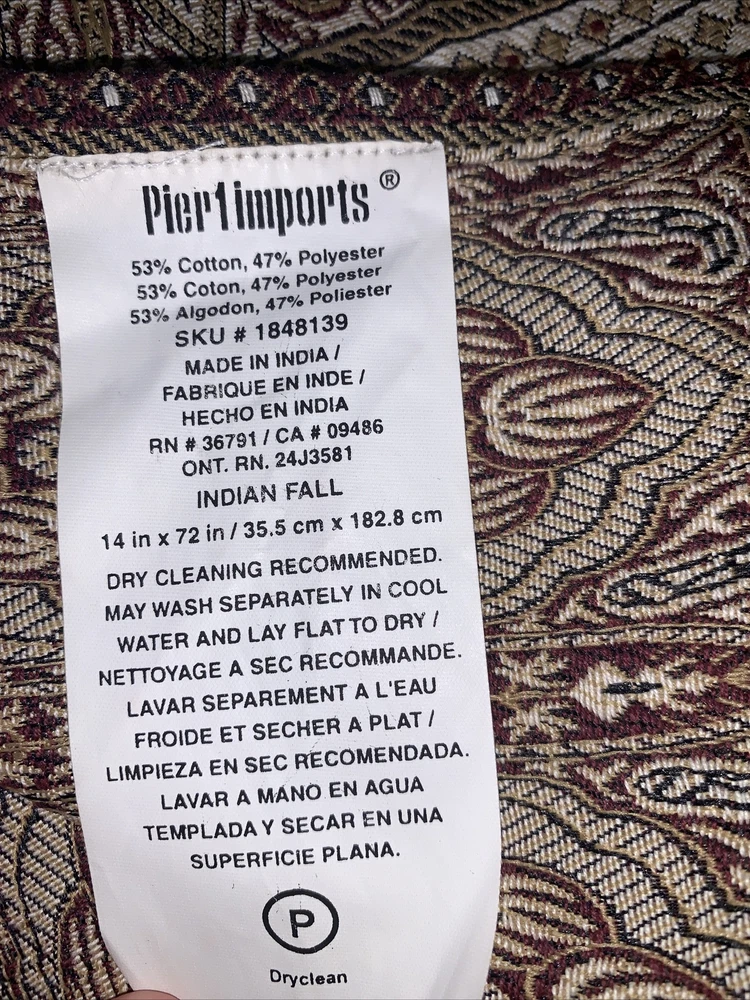 Pier1imports®
53% Cotton, 47% Polyester
53% Coton, 47% Polyester
53% Algodon, 47% Poliester
SKU # 1848139
MADE IN INDIA /
FABRIQUE EN INDE /
HECHO EN INDIA
RN # 36791 / CA # 09486
ONT. RN. 24J3581
INDIAN FALL
14 in x 72 in / 35.5 cm x 182.8 cm
DRY CLEANING RECOMMENDED.
MAY WASH SEPARATELY IN COOL
WATER AND LAY FLAT TO DRY /
NETTOYAGE A SEC RECOMMANDE.
LAVAR SEPAREMENT A L'EAU
FROIDE ET SECHER A PLAT /
LIMPIEZA EN SEC RECOMENDADA.
LAVAR A MANO EN AGUA
TEMPLADA Y SECAR EN UNA
SUPERFICIE PLANA.
P
Dryclean